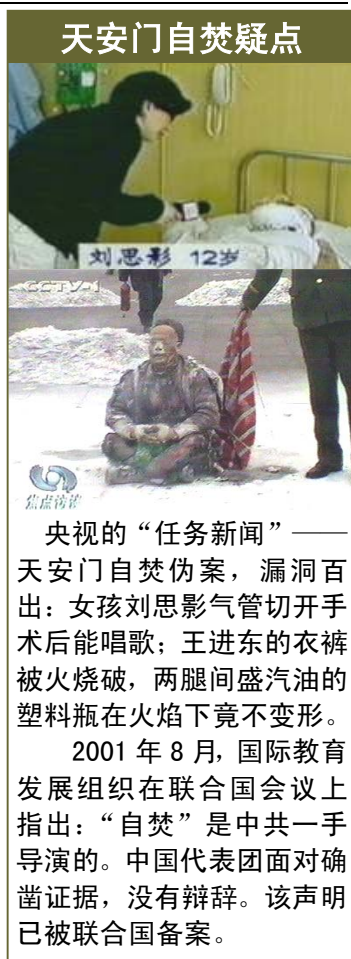 天安门自焚疑点
刘思影 12岁
CCTV-1
焦点访谈
央视的“任务新闻”——
天安门自焚伪案，漏洞百
出：女孩刘思影气管切开手
术后能唱歌；王进东的衣裤
被火烧破，两腿间盛汽油的
塑料瓶在火焰下竟不变形。
2001 年 8 月，国际教育
发展组织在联合国会议上
指出：“自焚”是中共一手
导演的。中国代表团面对确
凿证据，没有辩辞。该声明
已被联合国备案。